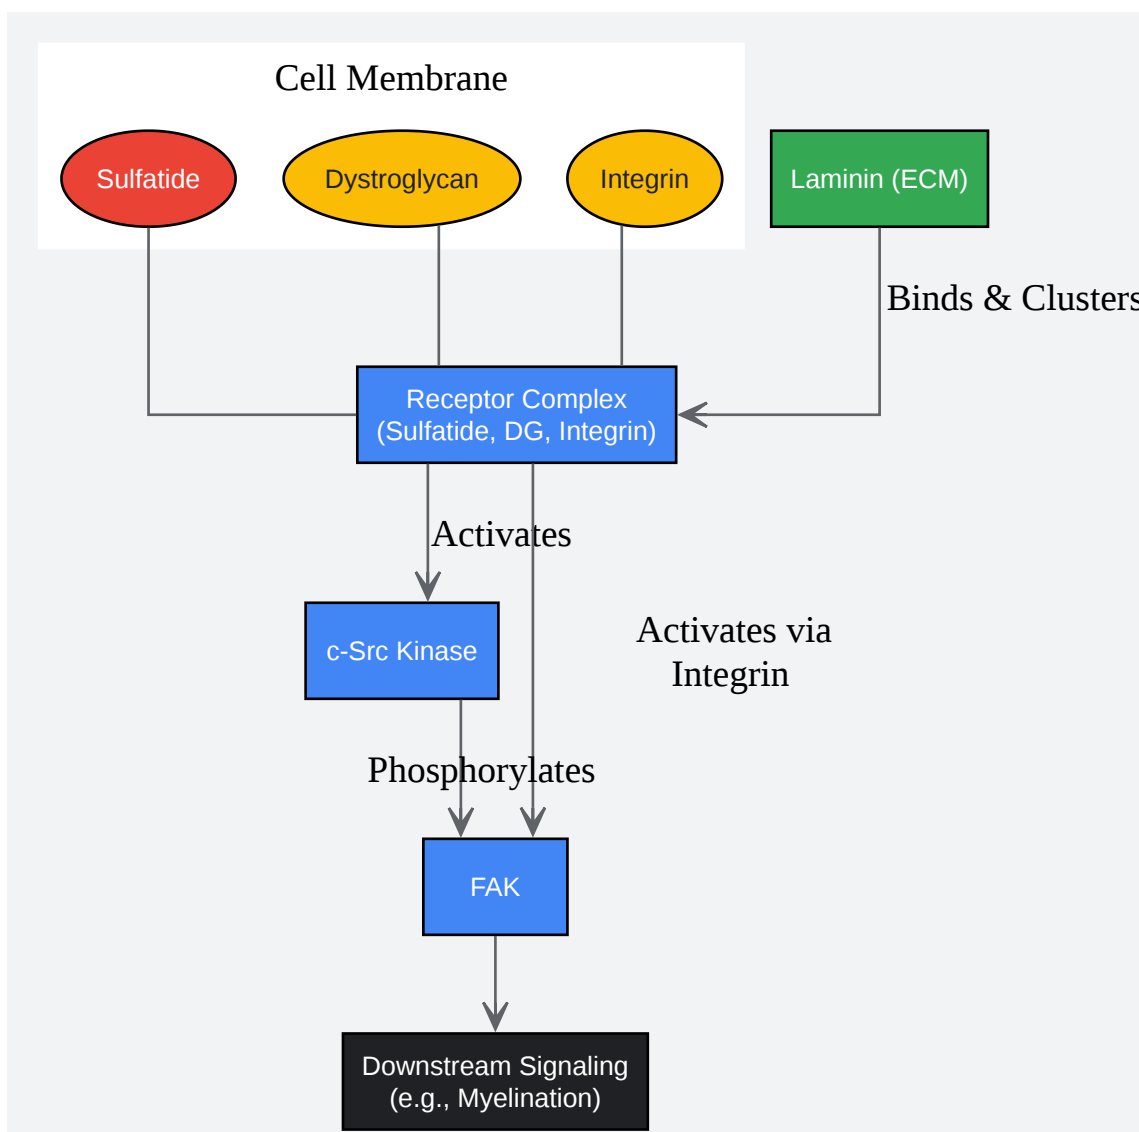 Cell Membrane
Sulfatide
Dystroglycan
Integrin
Laminin (ECM)
Binds & Clusters
Receptor Complex
(Sulfatide, DG, Integrin)
Activates
c-Src Kinase
Activates via
Integrin
Phosphorylates
FAK
Downstream Signaling
(e.g., Myelination)